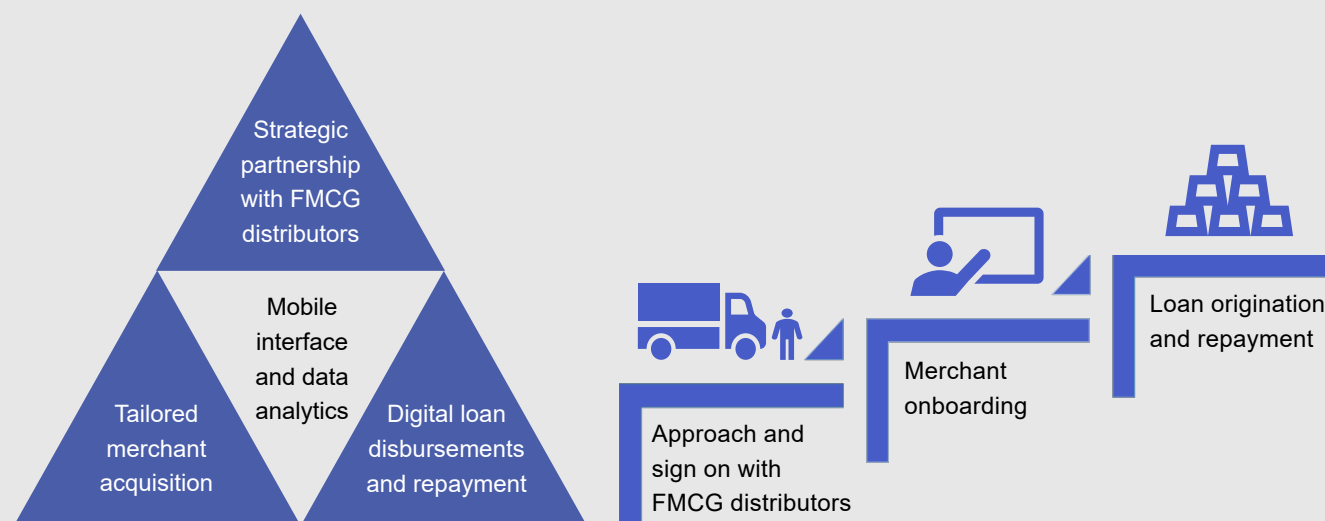 Strategic
partnership
with FMCG
distributors
Mobile
interface
and data
analytics
Tailored
merchant
acquisition
Digital loan
disbursements
and repayment
Approach and
sign on with
FMCG distributors
Merchant
onboarding
Loan origination
and repayment